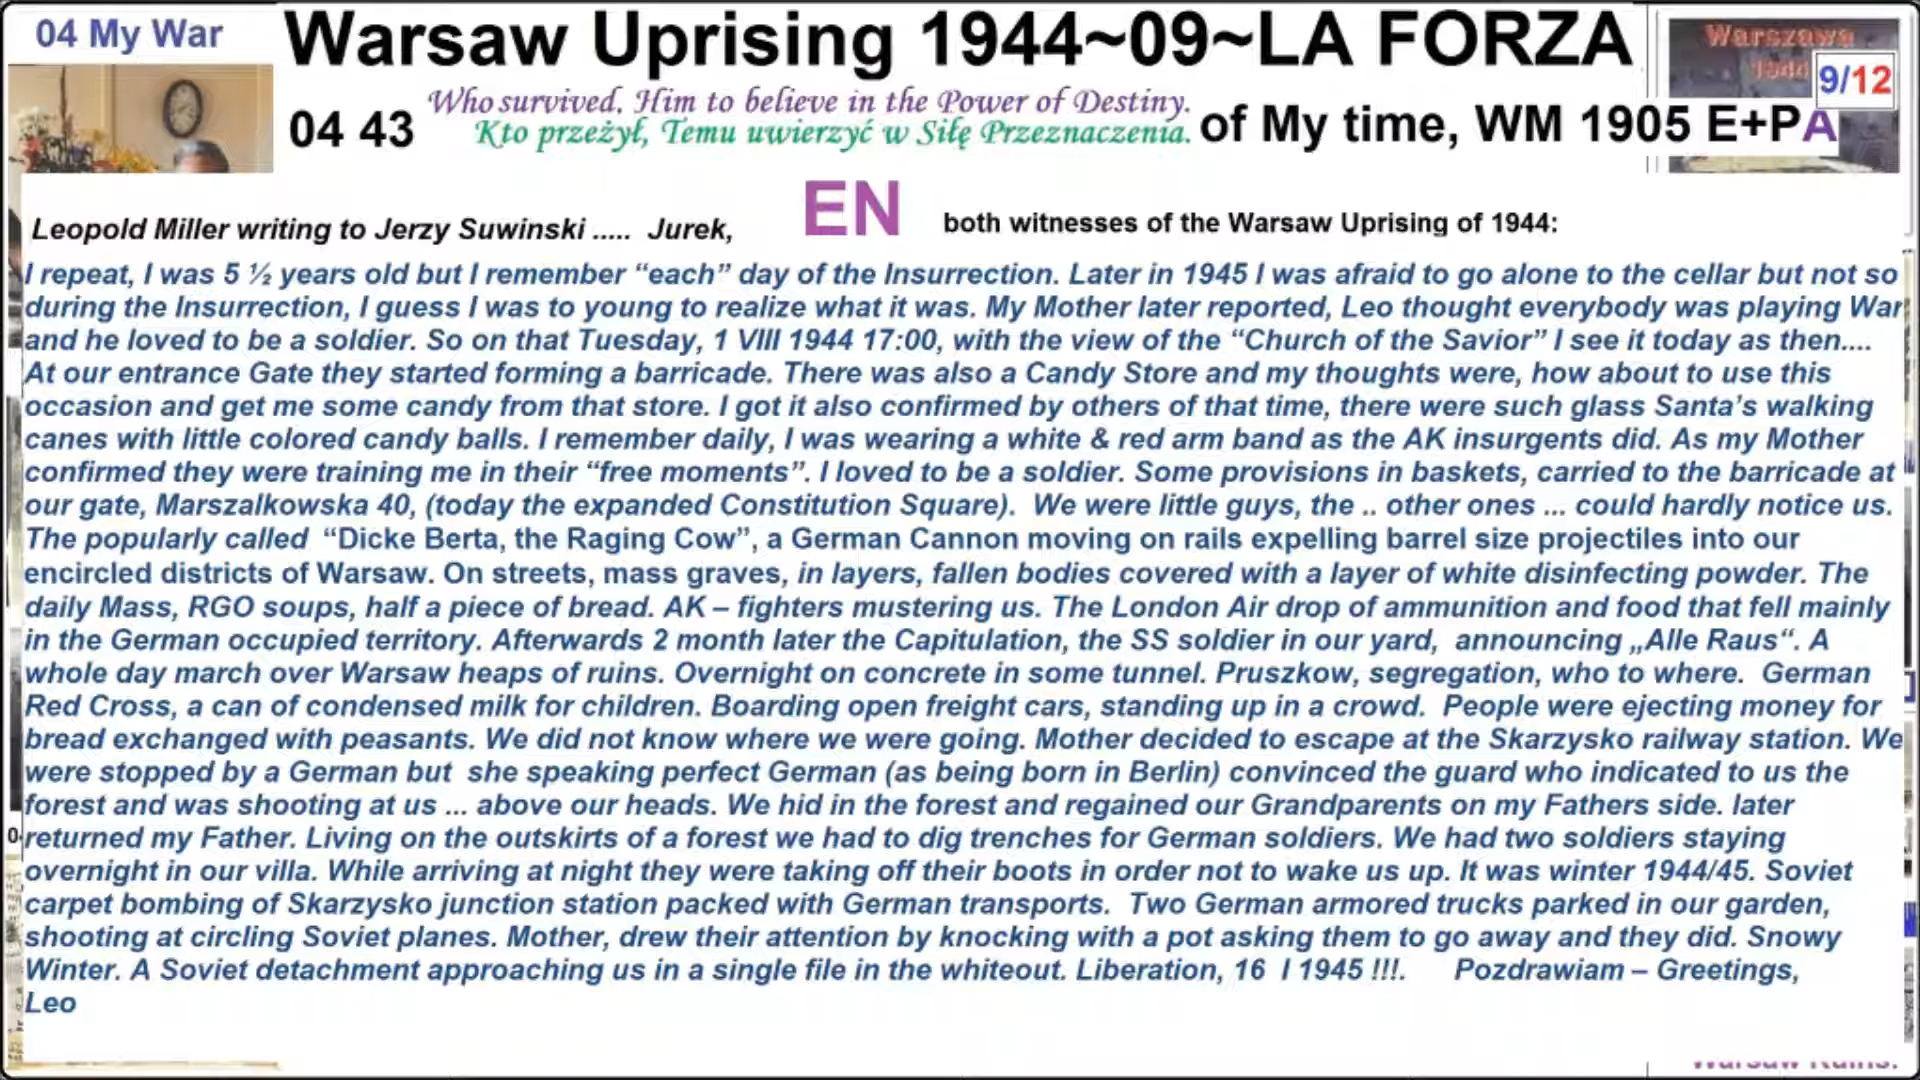 04 My War
Warsaw Uprising 1944~09~LA FORZA
Warszawa
1944
9/12
04 43
Who survived, Him to believe in the Power of Destiny.
Kto przeżył, Temu uwierzyć w Siłę Przeznaczenia.
of My time, WM 1905 E+PA
Leopold Miller writing to Jerzy Suwinski ..... Jurek,
EN
both witnesses of the Warsaw Uprising of 1944:
I repeat, I was 5 ½ years old but I remember “each” day of the Insurrection. Later in 1945 I was afraid to go alone to the cellar but not so
during the Insurrection, I guess I was to young to realize what it was. My Mother later reported, Leo thought everybody was playing War
and he loved to be a soldier. So on that Tuesday, 1 VIII 1944 17:00, with the view of the “Church of the Savior” I see it today as then....
At our entrance Gate they started forming a barricade. There was also a Candy Store and my thoughts were, how about to use this
occasion and get me some candy from that store. I got it also confirmed by others of that time, there were such glass Santa’s walking
canes with little colored candy balls. I remember daily, I was wearing a white & red arm band as the AK insurgents did. As my Mother
confirmed they were training me in their “free moments”. I loved to be a soldier. Some provisions in baskets, carried to the barricade at
our gate, Marszalkowska 40, (today the expanded Constitution Square). We were little guys, the .. other ones ... could hardly notice us.
The popularly called “Dicke Berta, the Raging Cow”, a German Cannon moving on rails expelling barrel size projectiles into our
encircled districts of Warsaw. On streets, mass graves, in layers, fallen bodies covered with a layer of white disinfecting powder. The
daily Mass, RGO soups, half a piece of bread. AK – fighters mustering us. The London Air drop of ammunition and food that fell mainly
in the German occupied territory. Afterwards 2 month later the Capitulation, the SS soldier in our yard, announcing „Alle Raus“. A
whole day march over Warsaw heaps of ruins. Overnight on concrete in some tunnel. Pruszkow, segregation, who to where. German
Red Cross, a can of condensed milk for children. Boarding open freight cars, standing up in a crowd. People were ejecting money for
bread exchanged with peasants. We did not know where we were going. Mother decided to escape at the Skarzysko railway station. We
were stopped by a German but she speaking perfect German (as being born in Berlin) convinced the guard who indicated to us the
forest and was shooting at us ... above our heads. We hid in the forest and regained our Grandparents on my Fathers side. later
returned my Father. Living on the outskirts of a forest we had to dig trenches for German soldiers. We had two soldiers staying
overnight in our villa. While arriving at night they were taking off their boots in order not to wake us up. It was winter 1944/45. Soviet
carpet bombing of Skarzysko junction station packed with German transports. Two German armored trucks parked in our garden,
shooting at circling Soviet planes. Mother, drew their attention by knocking with a pot asking them to go away and they did. Snowy
Winter. A Soviet detachment approaching us in a single file in the whiteout. Liberation, 16 I 1945 !!!. Pozdrawiam – Greetings,
Leo